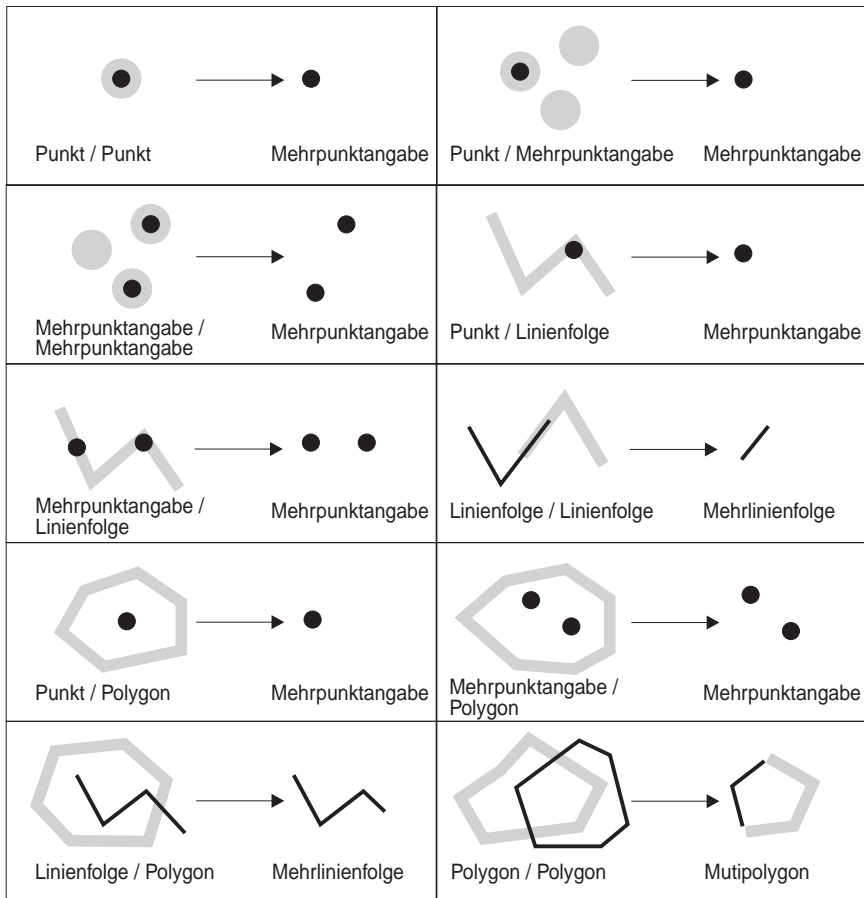 Punkt / Punkt
Mehrpunktangabe
Punkt / Mehrpunktangabe
Mehrpunktangabe
Mehrpunktangabe /
Mehrpunktangabe
Mehrpunktangabe
Punkt / Linienfolge
Mehrpunktangabe
Mehrpunktangabe /
Linienfolge
Mehrpunktangabe
Linienfolge / Linienfolge
Mehrlinienfolge
Punkt / Polygon
Mehrpunktangabe
Mehrpunktangabe /
Polygon
Mehrpunktangabe
Linienfolge / Polygon
Mehrlinienfolge
Polygon / Polygon
Mutipolygon